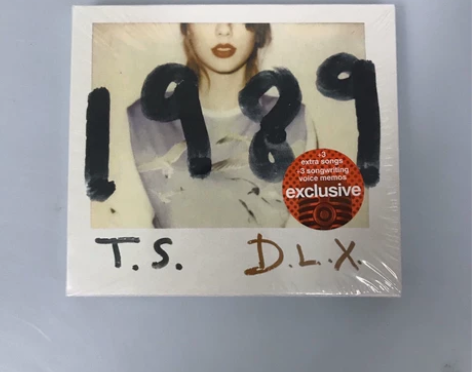 1989
+3
extra songs
+3 songwriting
voice memos
exclusive
T.S. D.L.X.